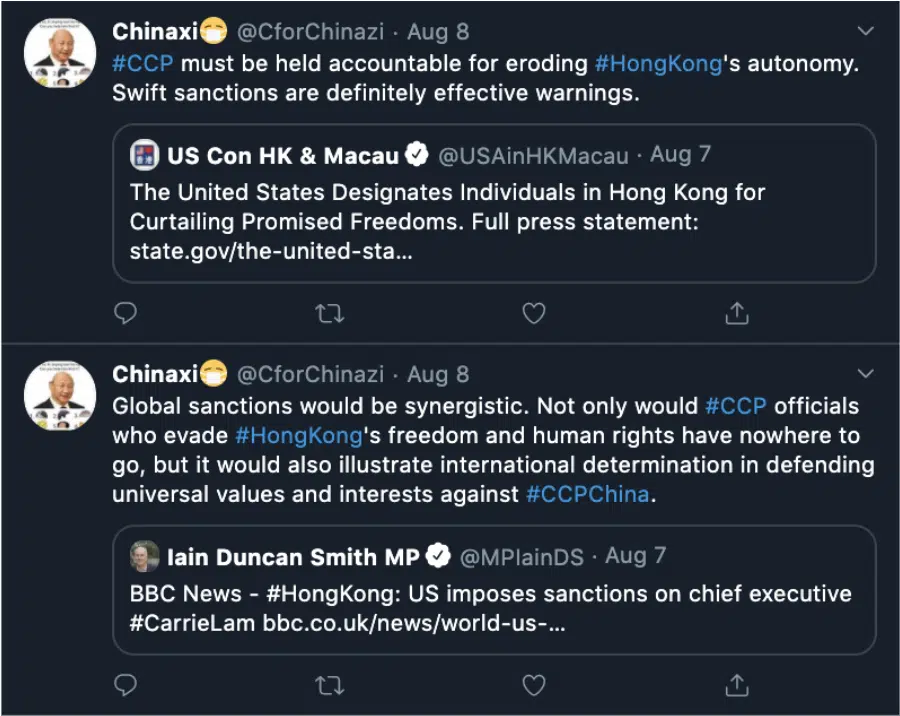 Chinaxi😷 @CforChinazi · Aug 8
#CCP must be held accountable for eroding #HongKong's autonomy.
Swift sanctions are definitely effective warnings.
US Con HK & Macau @USAinHKMacau · Aug 7
The United States Designates Individuals in Hong Kong for
Curtailing Promised Freedoms. Full press statement:
state.gov/the-united-sta...
Chinaxi😷 @CforChinazi · Aug 8
Global sanctions would be synergistic. Not only would #CCP officials
who evade #HongKong's freedom and human rights have nowhere to
go, but it would also illustrate international determination in defending
universal values and interests against #CCPChina.
Iain Duncan Smith MP @MPIainDS · Aug 7
BBC News - #HongKong: US imposes sanctions on chief executive
#CarrieLam bbc.co.uk/news/world-us-...